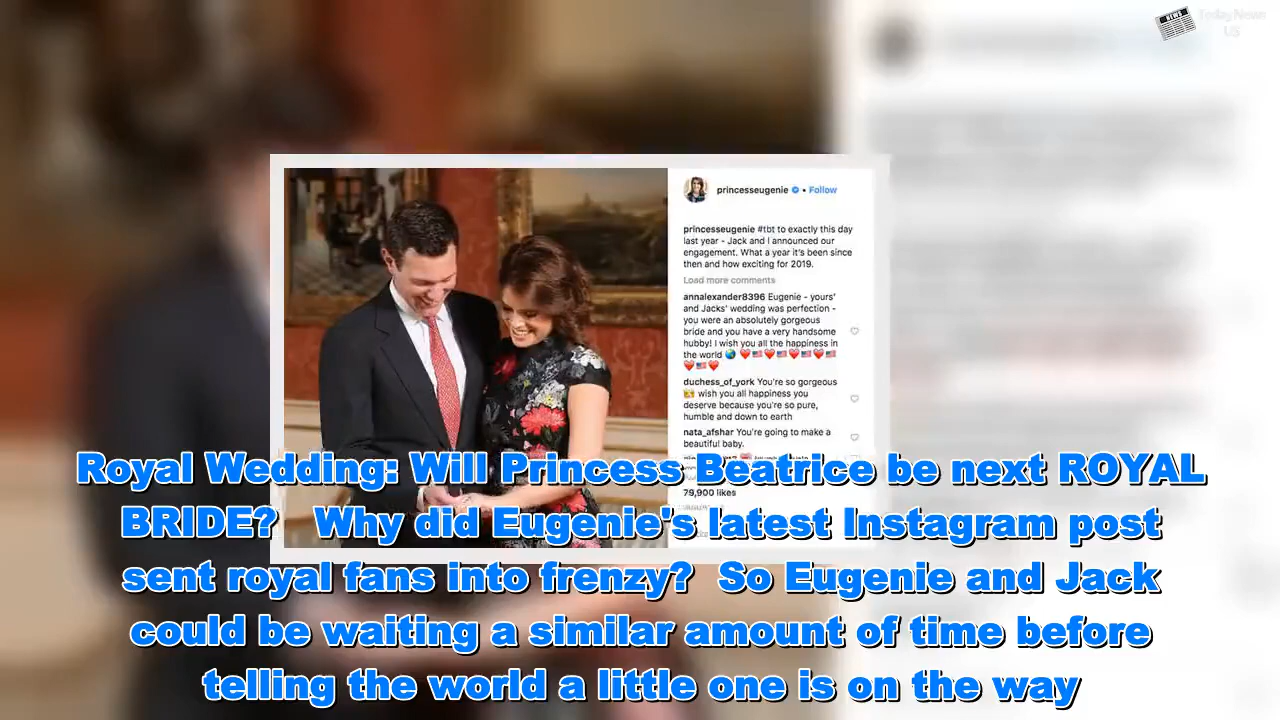 NEWS
TodayNews
US
princesseugenie • Follow
princesseugenie #tbt to exactly this day
last year - Jack and I announced our
engagement. What a year it's been since
then and how exciting for 2019.
Load more comments
annalexander8396 Eugenie - yours'
and Jacks' wedding was perfection -
you were an absolutely gorgeous
bride and you have a very handsome
hubby! I wish you all the happiness in
the world 🌍 ❤️🇺🇸❤️🇺🇸❤️🇺🇸❤️🇺🇸
❤️🇺🇸❤️
duchess_of_york You're so gorgeous
wish you all happiness you
deserve because you're so pure,
humble and down to earth
nata_afshar You're going to make a
beautiful baby.
79,900 likes
Royal Wedding: Will Princess Beatrice be next ROYAL
BRIDE? Why did Eugenie's latest Instagram post
sent royal fans into frenzy? So Eugenie and Jack
could be waiting a similar amount of time before
telling the world a little one is on the way